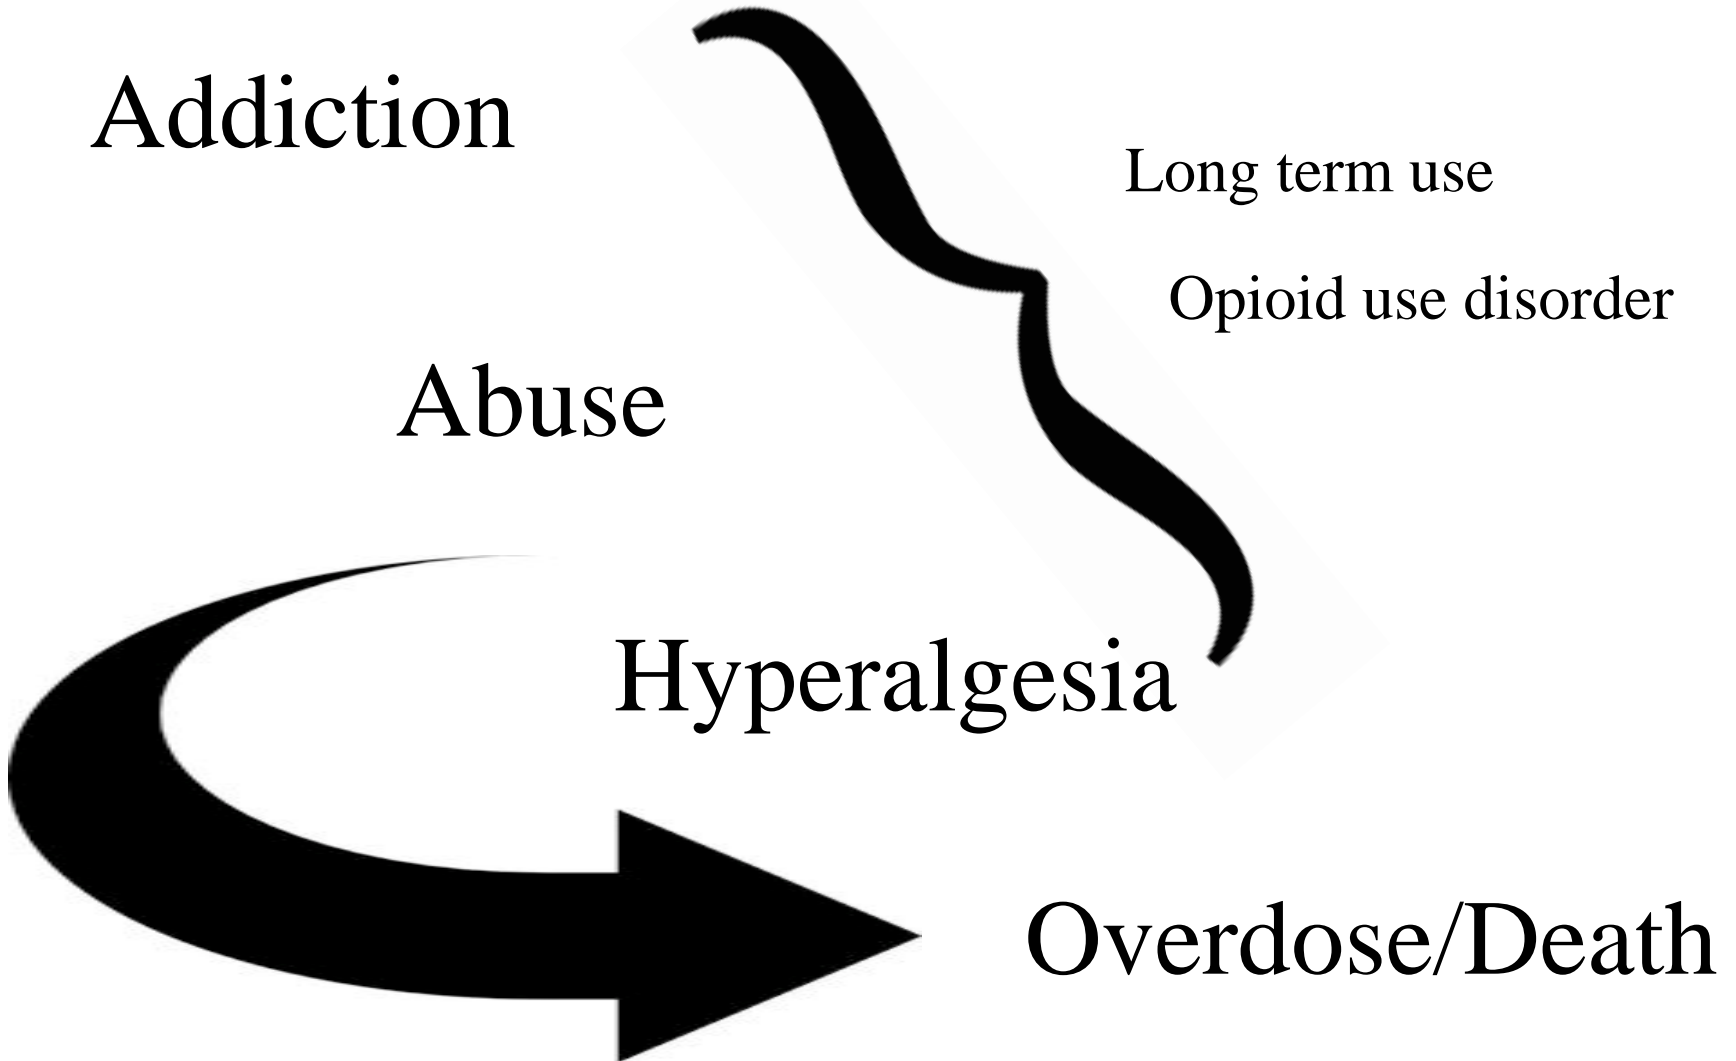 Addiction
Long term use
Opioid use disorder
Abuse
Hyperalgesia
Overdose/Death